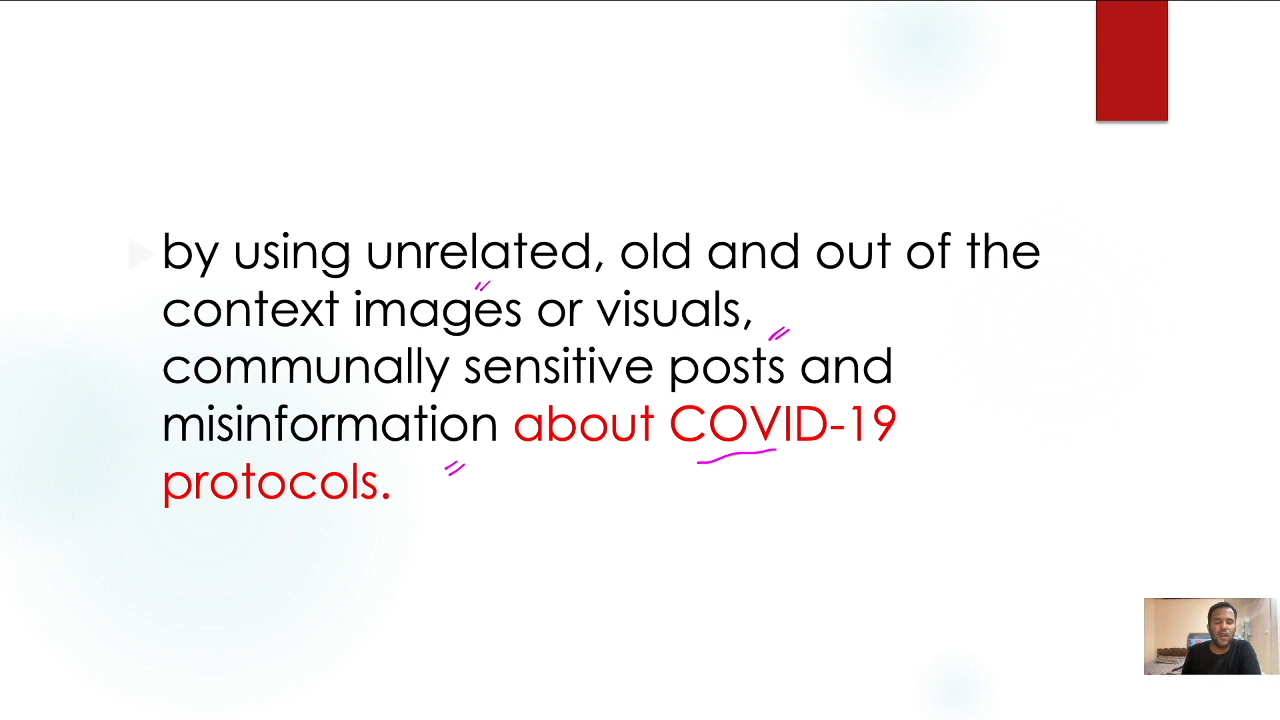 by using unrelated, old and out of the
context images or visuals,
communally sensitive posts and
misinformation about COVID-19
protocols.